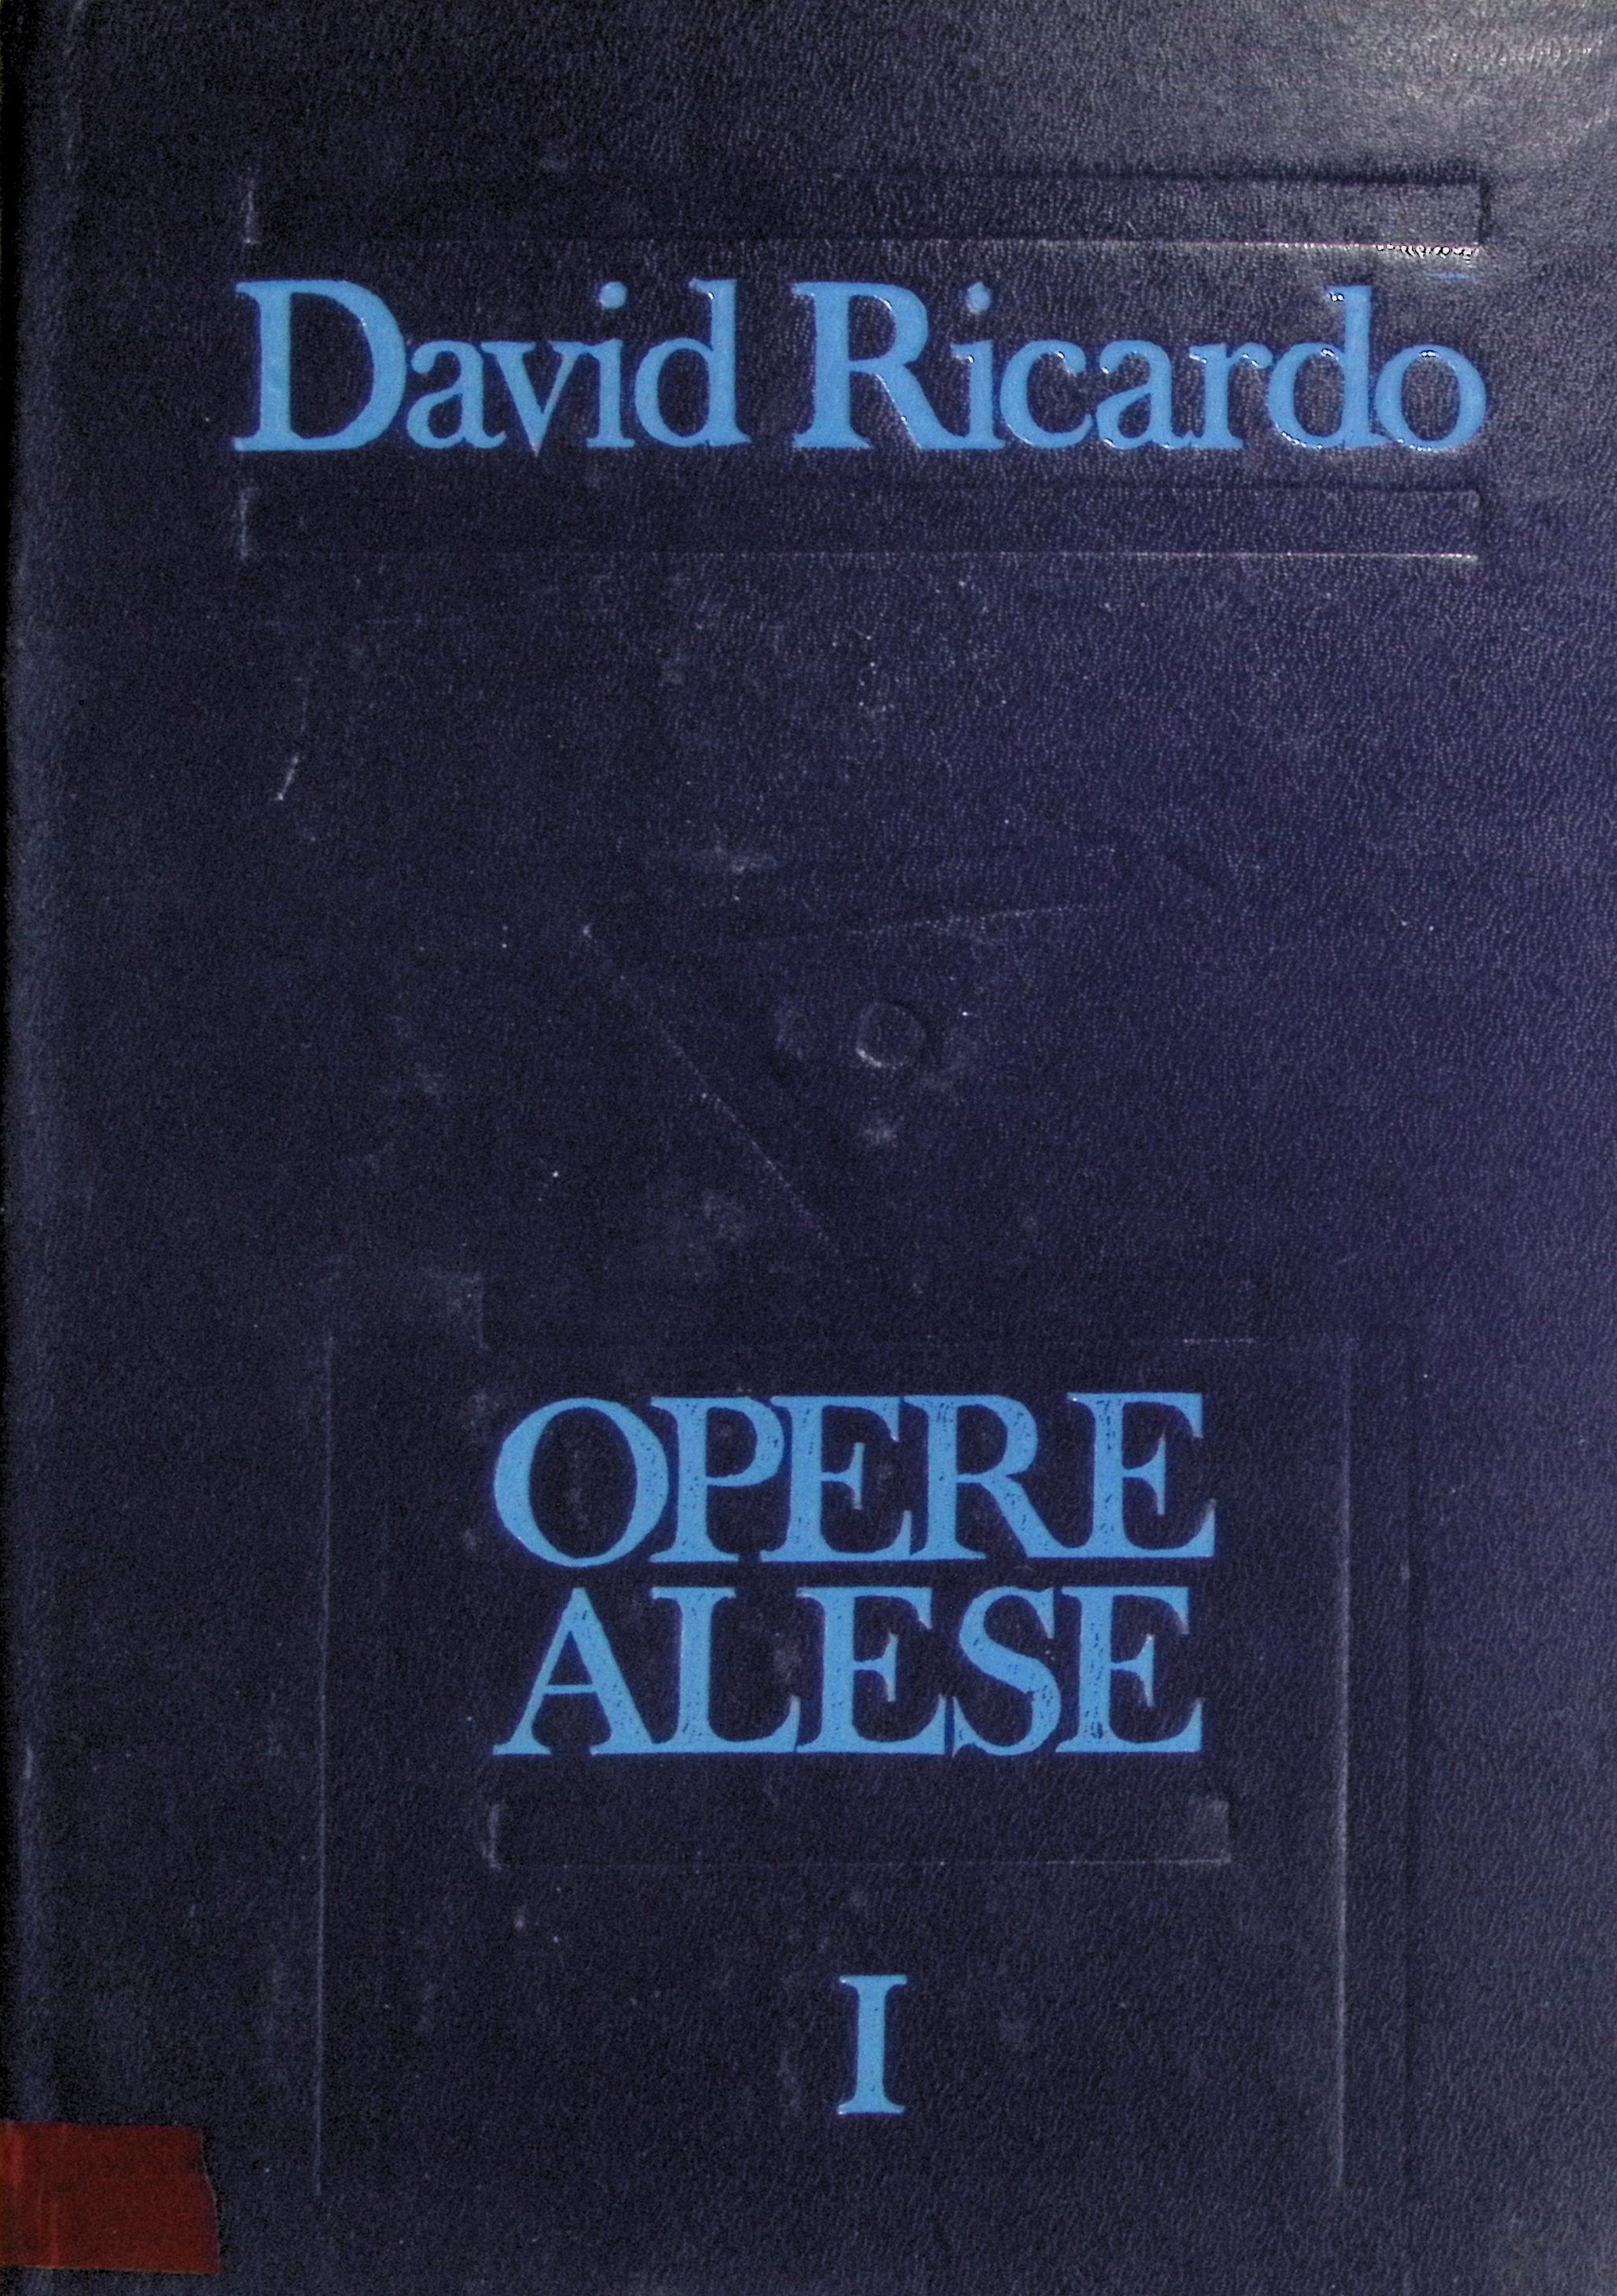 David Ricardo
OPERE
ALESE
I